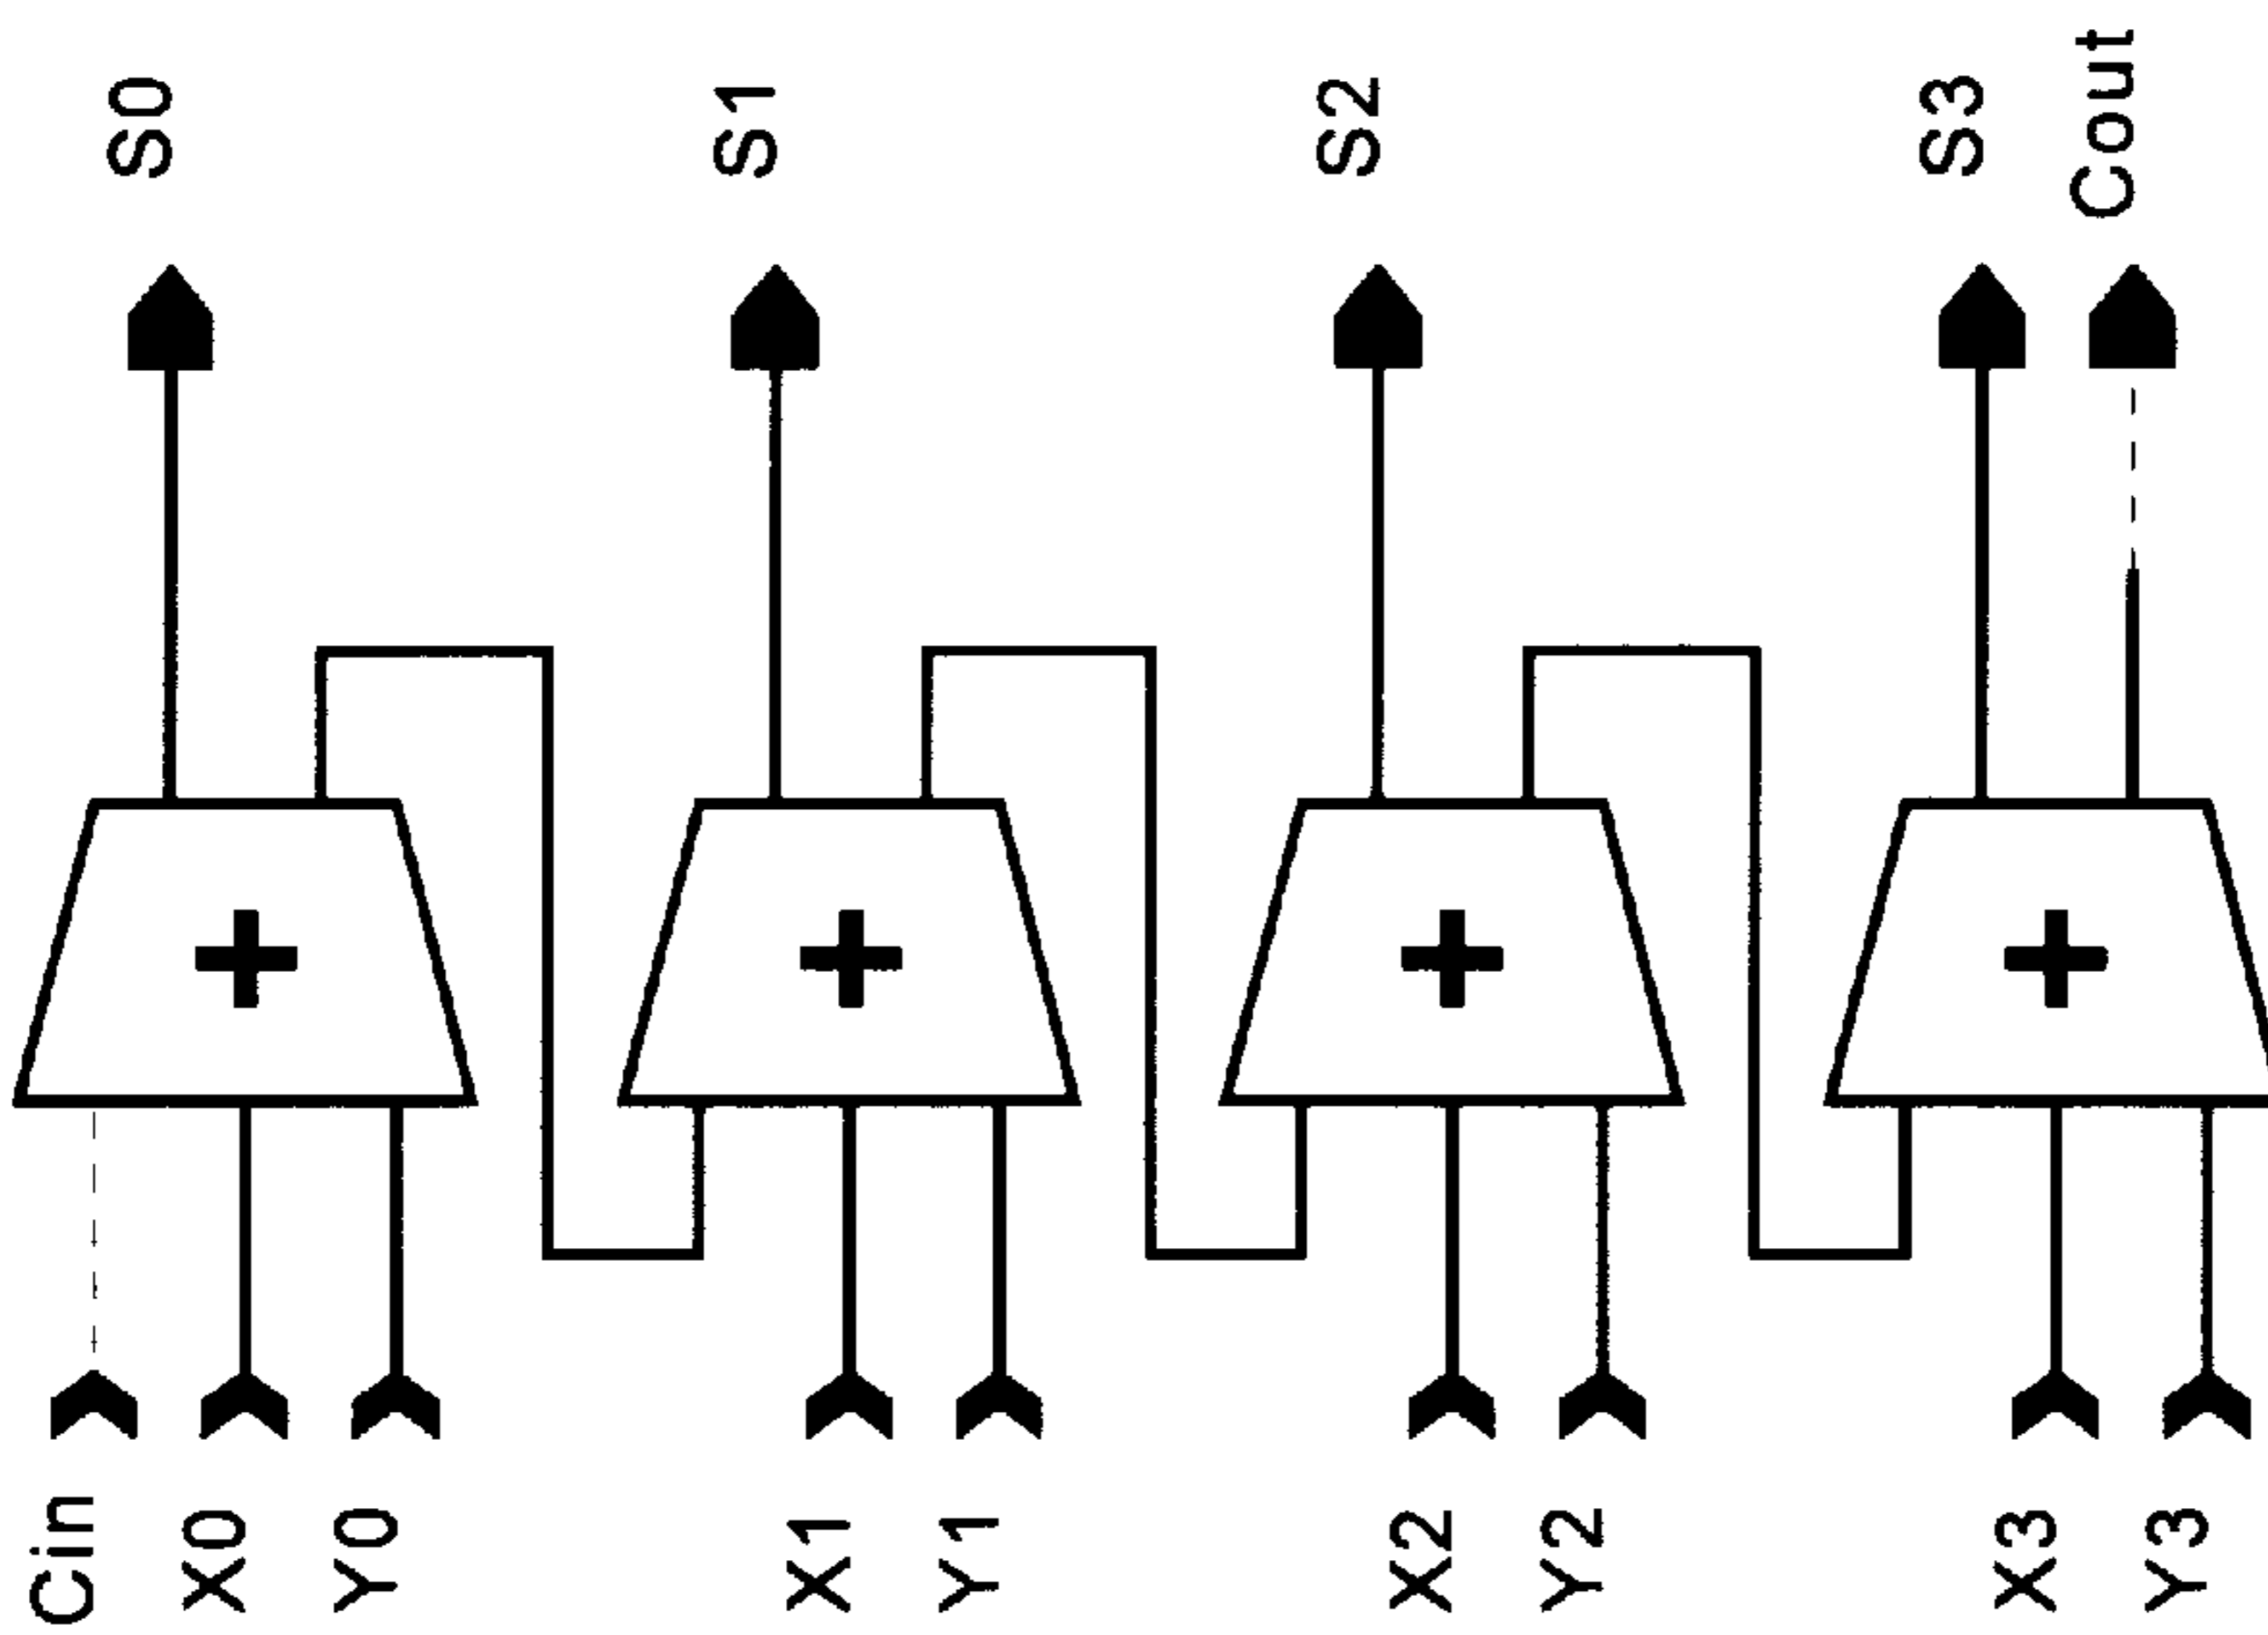 Cin
X0
Y0
X1
Y1
X2
Y2
X3
Y3
S0
S1
S2
S3
Cout
+
+
+
+